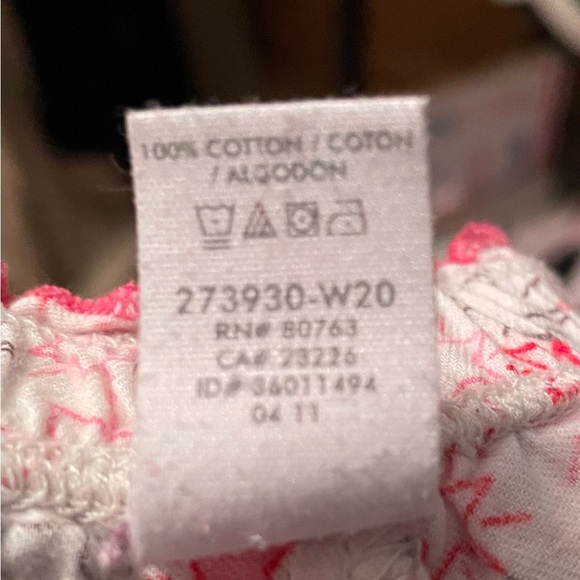 100% COTTON / COTON
/ ALGODON
273930-W20
RN# 80763
CA# 23226
ID# 36011494
04 11